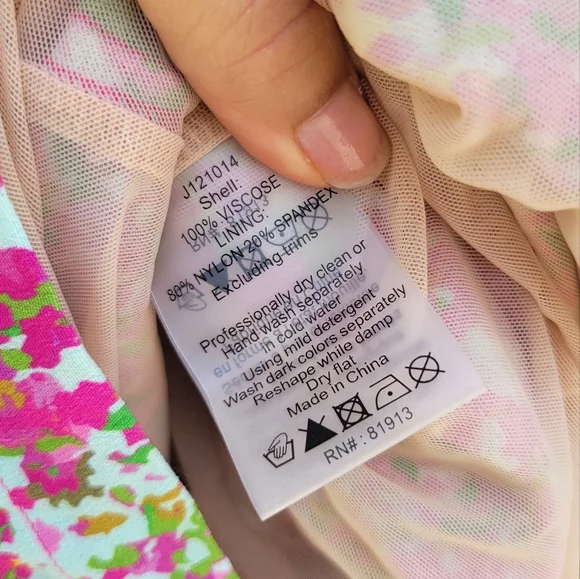 J121014
Shell:
100% VISCOSE
LINING:
80% NYLON 20% SPANDEX
Excluding trims
Professionally dry clean or
Hand wash separately
in cold water
Using mild detergent
Wash dark colors separately
Reshape while damp
Dry flat
Made in China
RN# : 81913